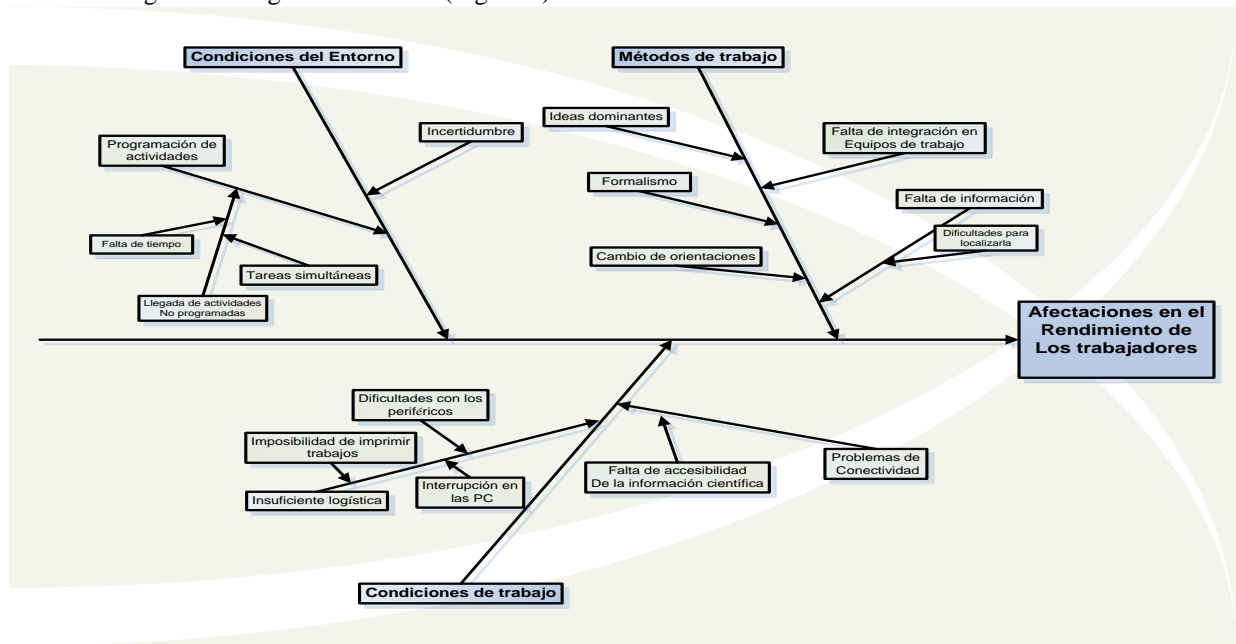 Condiciones del Entorno
Métodos de trabajo
Ideas dominantes
Incertidumbre
Falta de integración en
Equipos de trabajo
Programación de
actividades
Formalismo
Falta de información
Dificultades para
localizarla
Falta de tiempo
Cambio de orientaciones
Tareas simultáneas
Llegada de actividades
No programadas
Afectaciones en el
Rendimiento de
Los trabajadores
Dificultades con los
periféricos
Imposibilidad de imprimir
trabajos
Problemas de
Conectividad
Falta de accesibilidad
De la información científica
Interrupción en
las PC
Insuficiente logística
Condiciones de trabajo